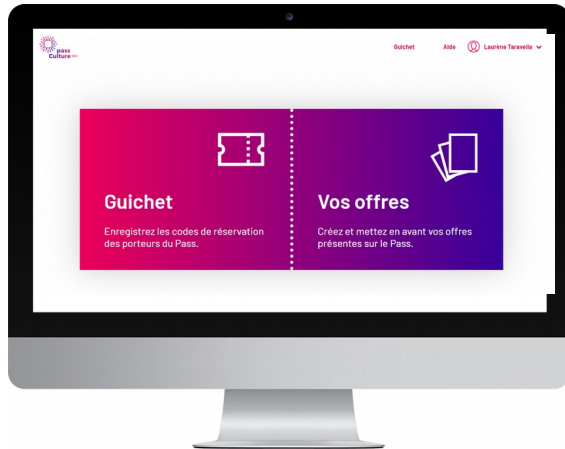 pass
Culture
Guichet
Aide
Laurène Taravella
Guichet
Enregistrez les codes de réservation
des porteurs du Pass.
Vos offres
Créez et mettez en avant vos offres
présentes sur le Pass.